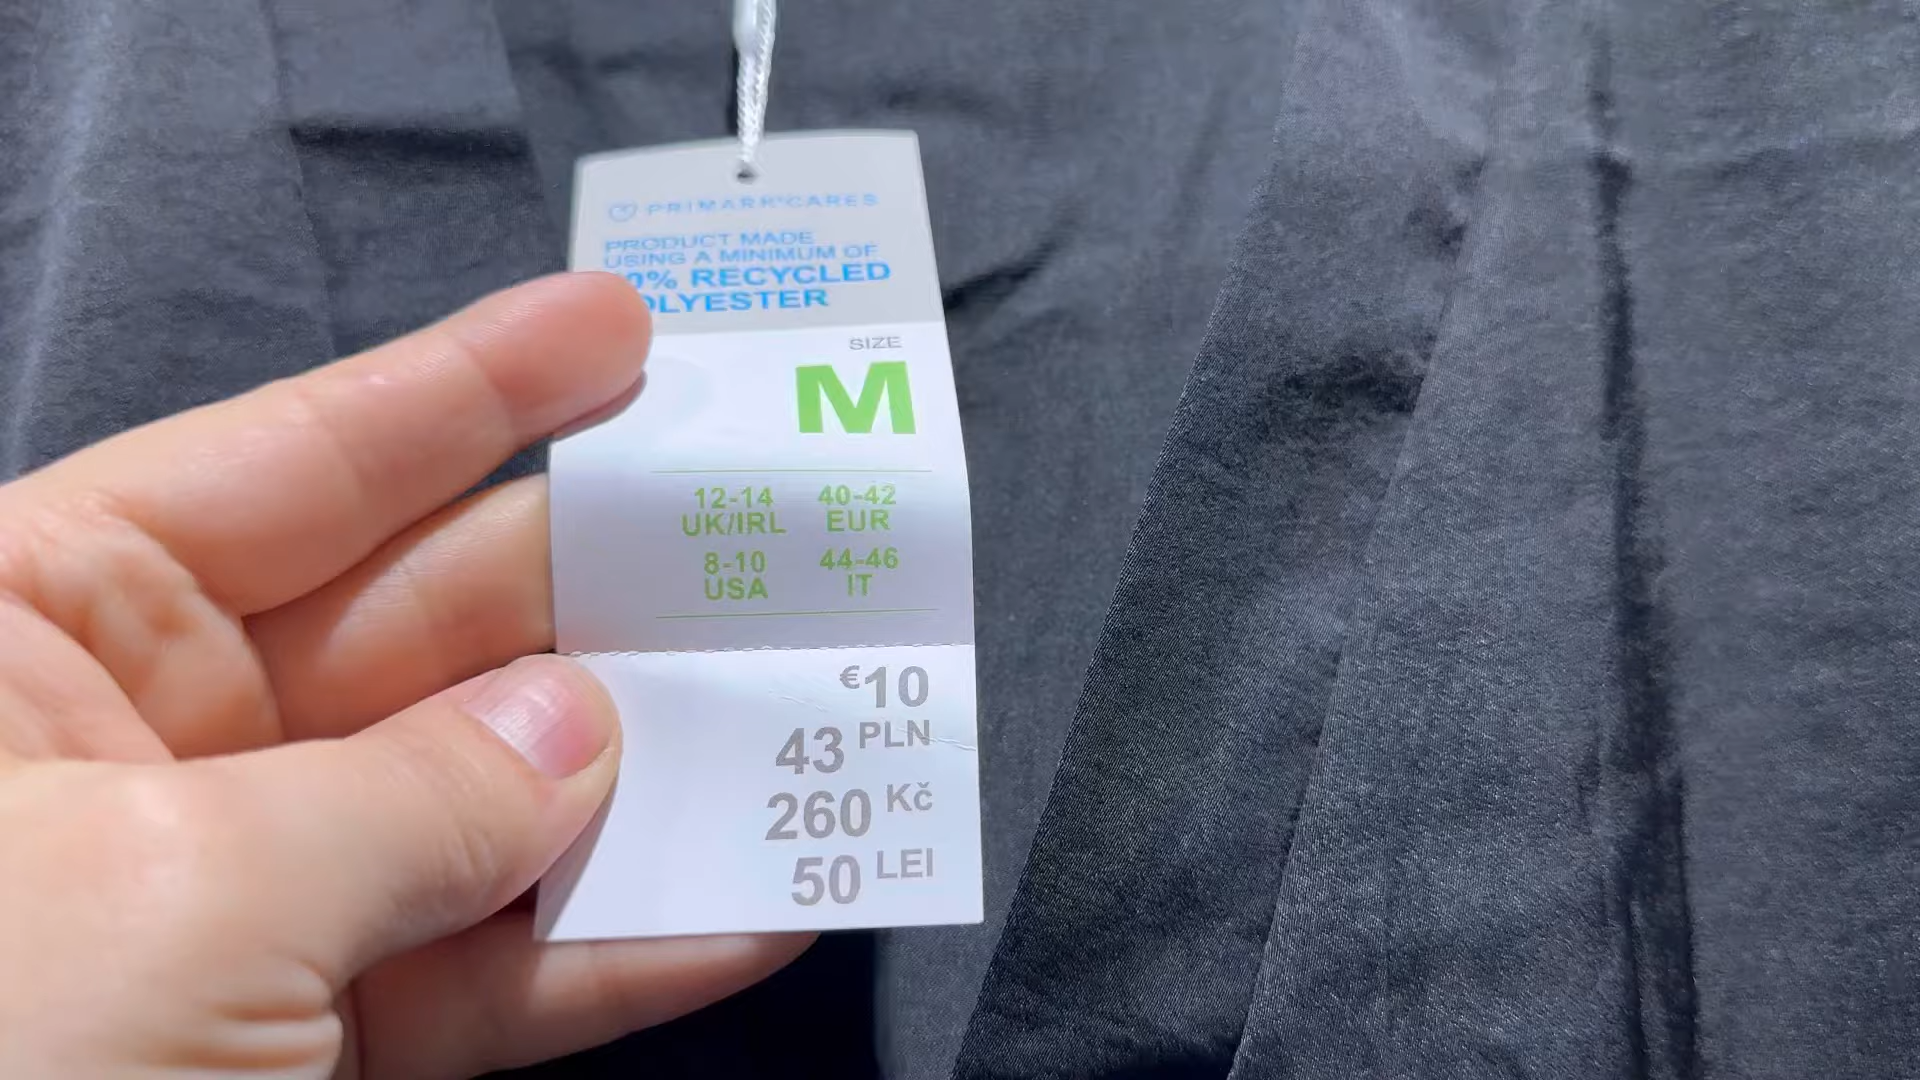 PRIMARK®CARES
PRODUCT MADE
USING A MINIMUM OF
RECYCLED
SIZE
M
12-14 40-42
UK/IRL EUR
8-10 44-46
USA IT
€10
43 PLN
260 Kč
50 LEI